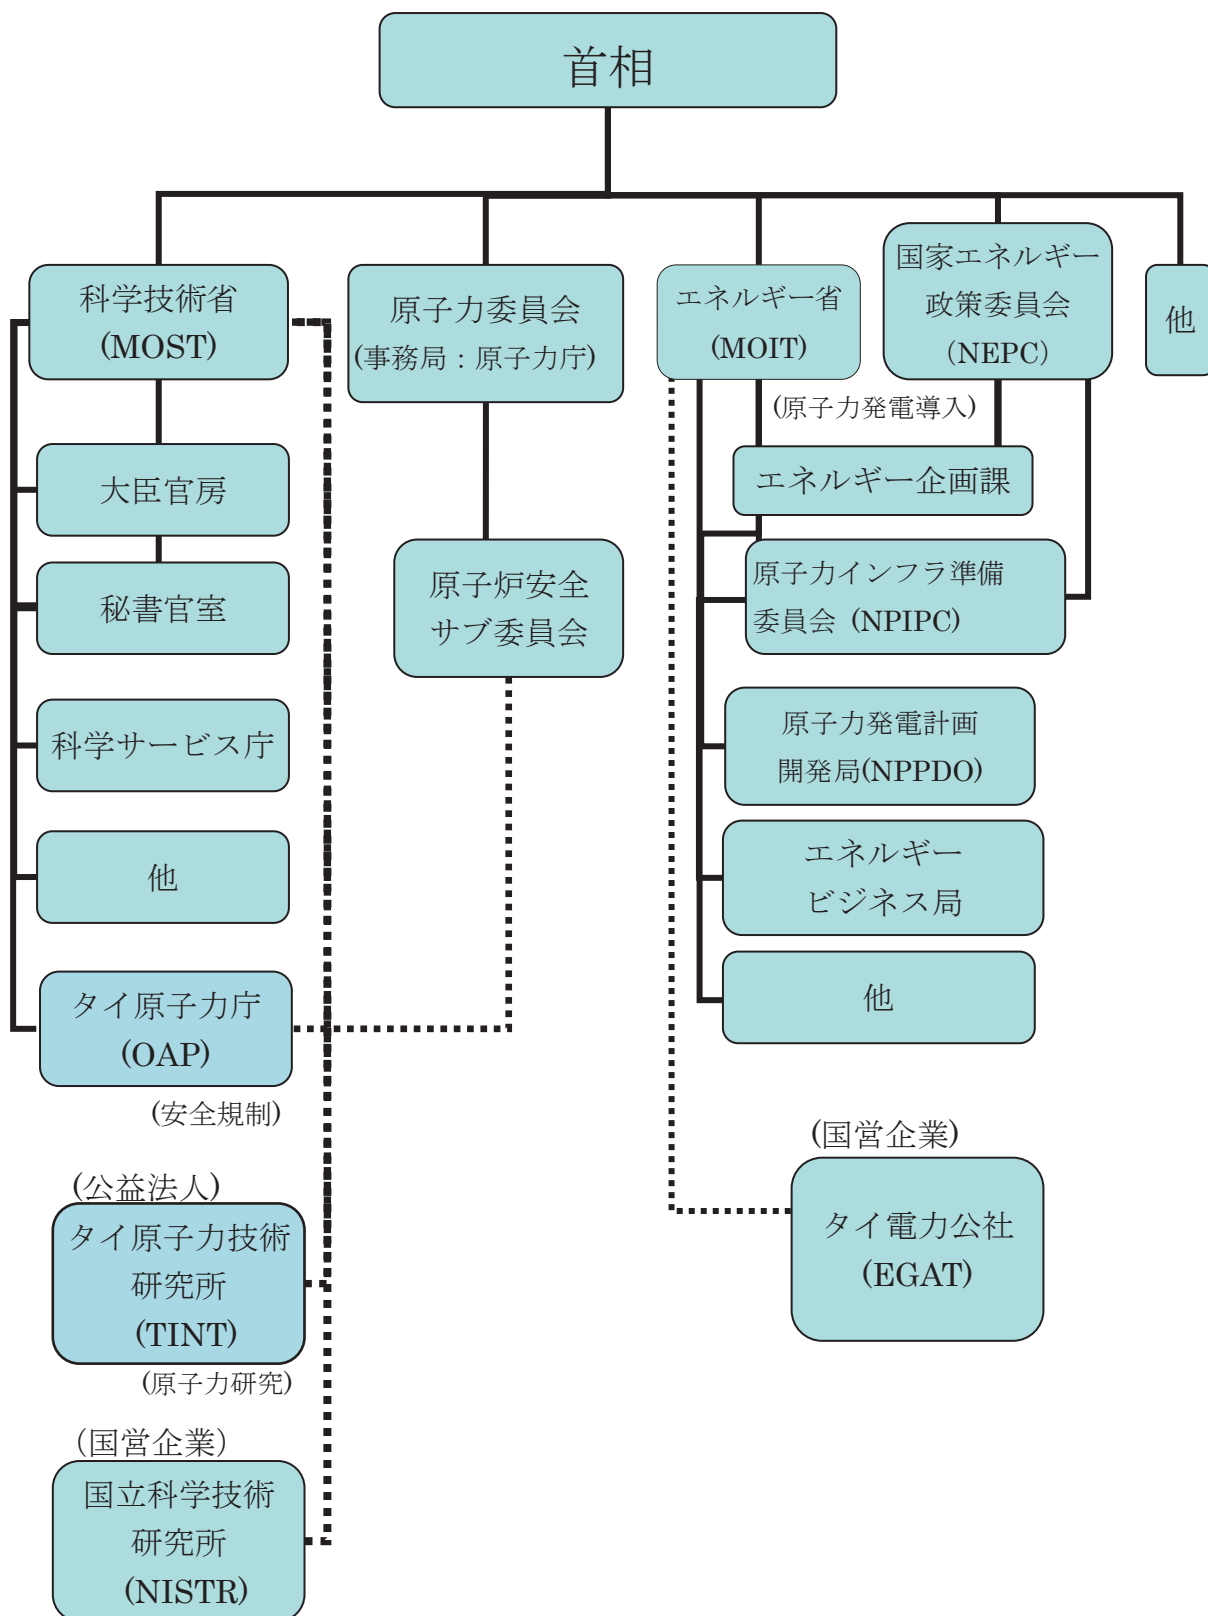 首相
科学技術省
(MOST)
大臣官房
秘書官室
科学サービス庁
他
タイ原子力庁
(OAP)
(安全規制)
(公益法人)
タイ原子力技術
研究所
(TINT)
(原子力研究)
(国営企業)
国立科学技術
研究所
(NISTR)
原子力委員会
(事務局：原子力庁)
原子炉安全
サブ委員会
エネルギー省
(MOIT)
(原子力発電導入)
国家エネルギー
政策委員会
（NEPC）
他
エネルギー企画課
原子力インフラ準備
委員会 (NPIPC)
原子力発電計画
開発局(NPPDO)
エネルギー
ビジネス局
他
(国営企業)
タイ電力公社
(EGAT)